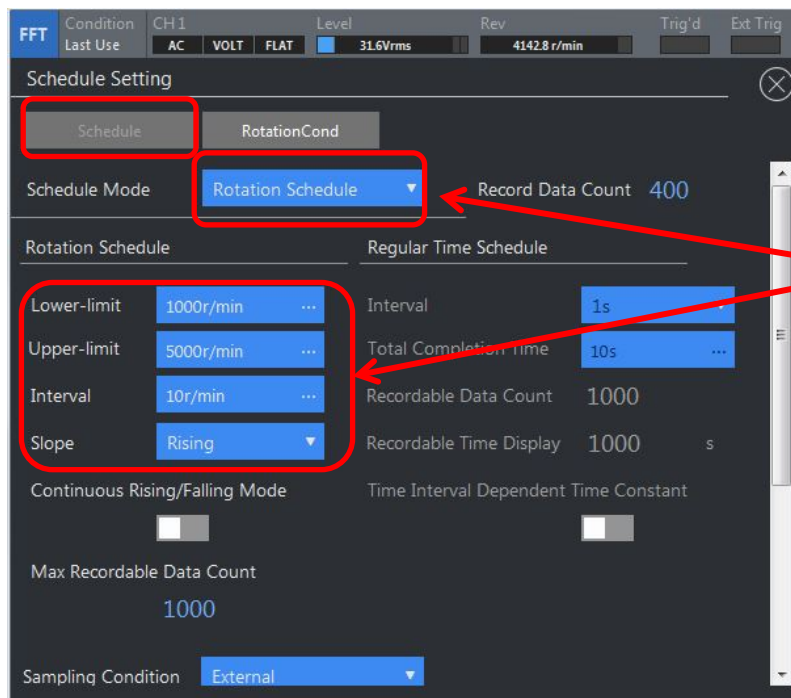 FFT Condition CH1 Level Rev Trig'd Ext Trig
Last Use AC VOLT FLAT 31.6Vrms 4142.8 r/min
Schedule Setting
Schedule RotationCond
Schedule Mode Rotation Schedule Record Data Count 400
Rotation Schedule Regular Time Schedule
Lower-limit 1000r/min ... Interval 1s
Upper-limit 5000r/min ... Total Completion Time 10s ...
Interval 10r/min ... Recordable Data Count 1000
Slope Rising Recordable Time Display 1000 s
Continuous Rising/Falling Mode Time Interval Dependent Time Constant
Max Recordable Data Count
1000
Sampling Condition External